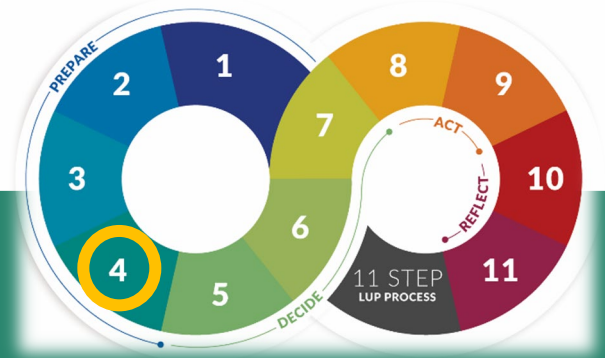 PREPARE
1
2
3
4
5
6
7
8
9
10
11
DECIDE
ACT
REFLECT
11 STEP
LUP PROCESS